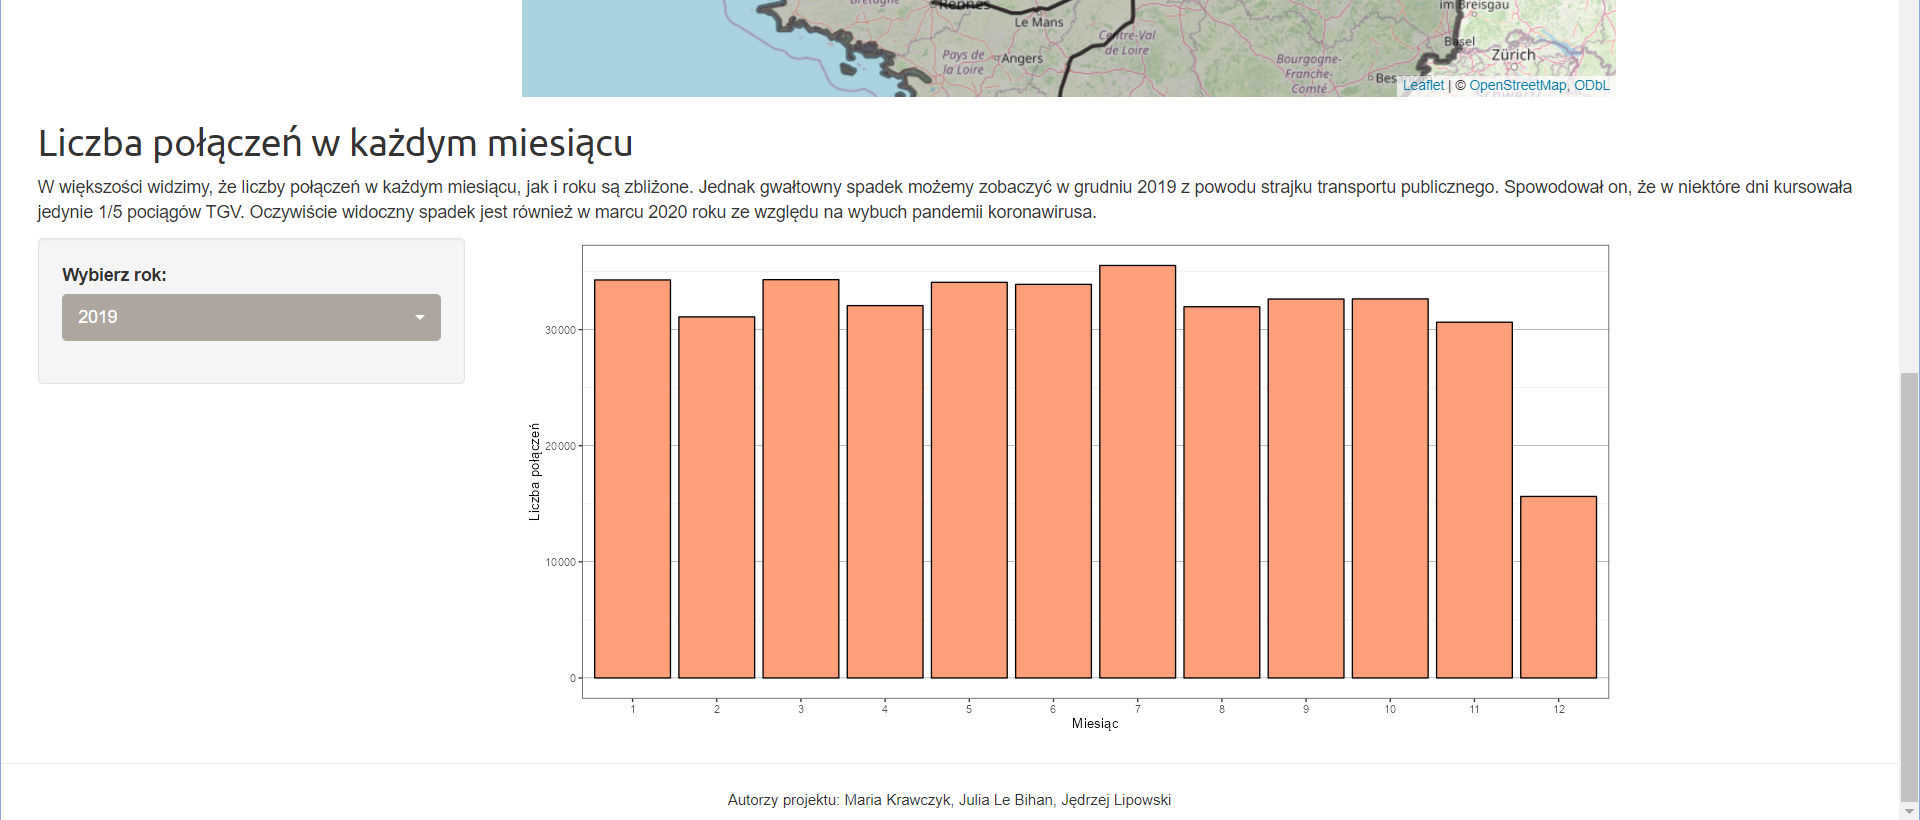 Bretagne
Rennes
Le Mans
Centre-Val
de Loire
Pays de
la Loire
Angers
Bourgogne-
Franche-
Comté
Bes
im Breisgau
Basel
Zürich
Schweiz/
Leaflet | © OpenStreetMap, ODbL
Liczba połączeń w każdym miesiącu
W większości widzimy, że liczby połączeń w każdym miesiącu, jak i roku są zbliżone. Jednak gwałtowny spadek możemy zobaczyć w grudniu 2019 z powodu strajku transportu publicznego. Spowodował on, że w niektóre dni kursowała
jedynie 1/5 pociągów TGV. Oczywiście widoczny spadek jest również w marcu 2020 roku ze względu na wybuch pandemii koronawirusa.
Wybierz rok:
2019
Liczba połączeń
30000
20000
10000
0
1 2 3 4 5 6 7 8 9 10 11 12
Miesiąc
Autorzy projektu: Maria Krawczyk, Julia Le Bihan, Jędrzej Lipowski